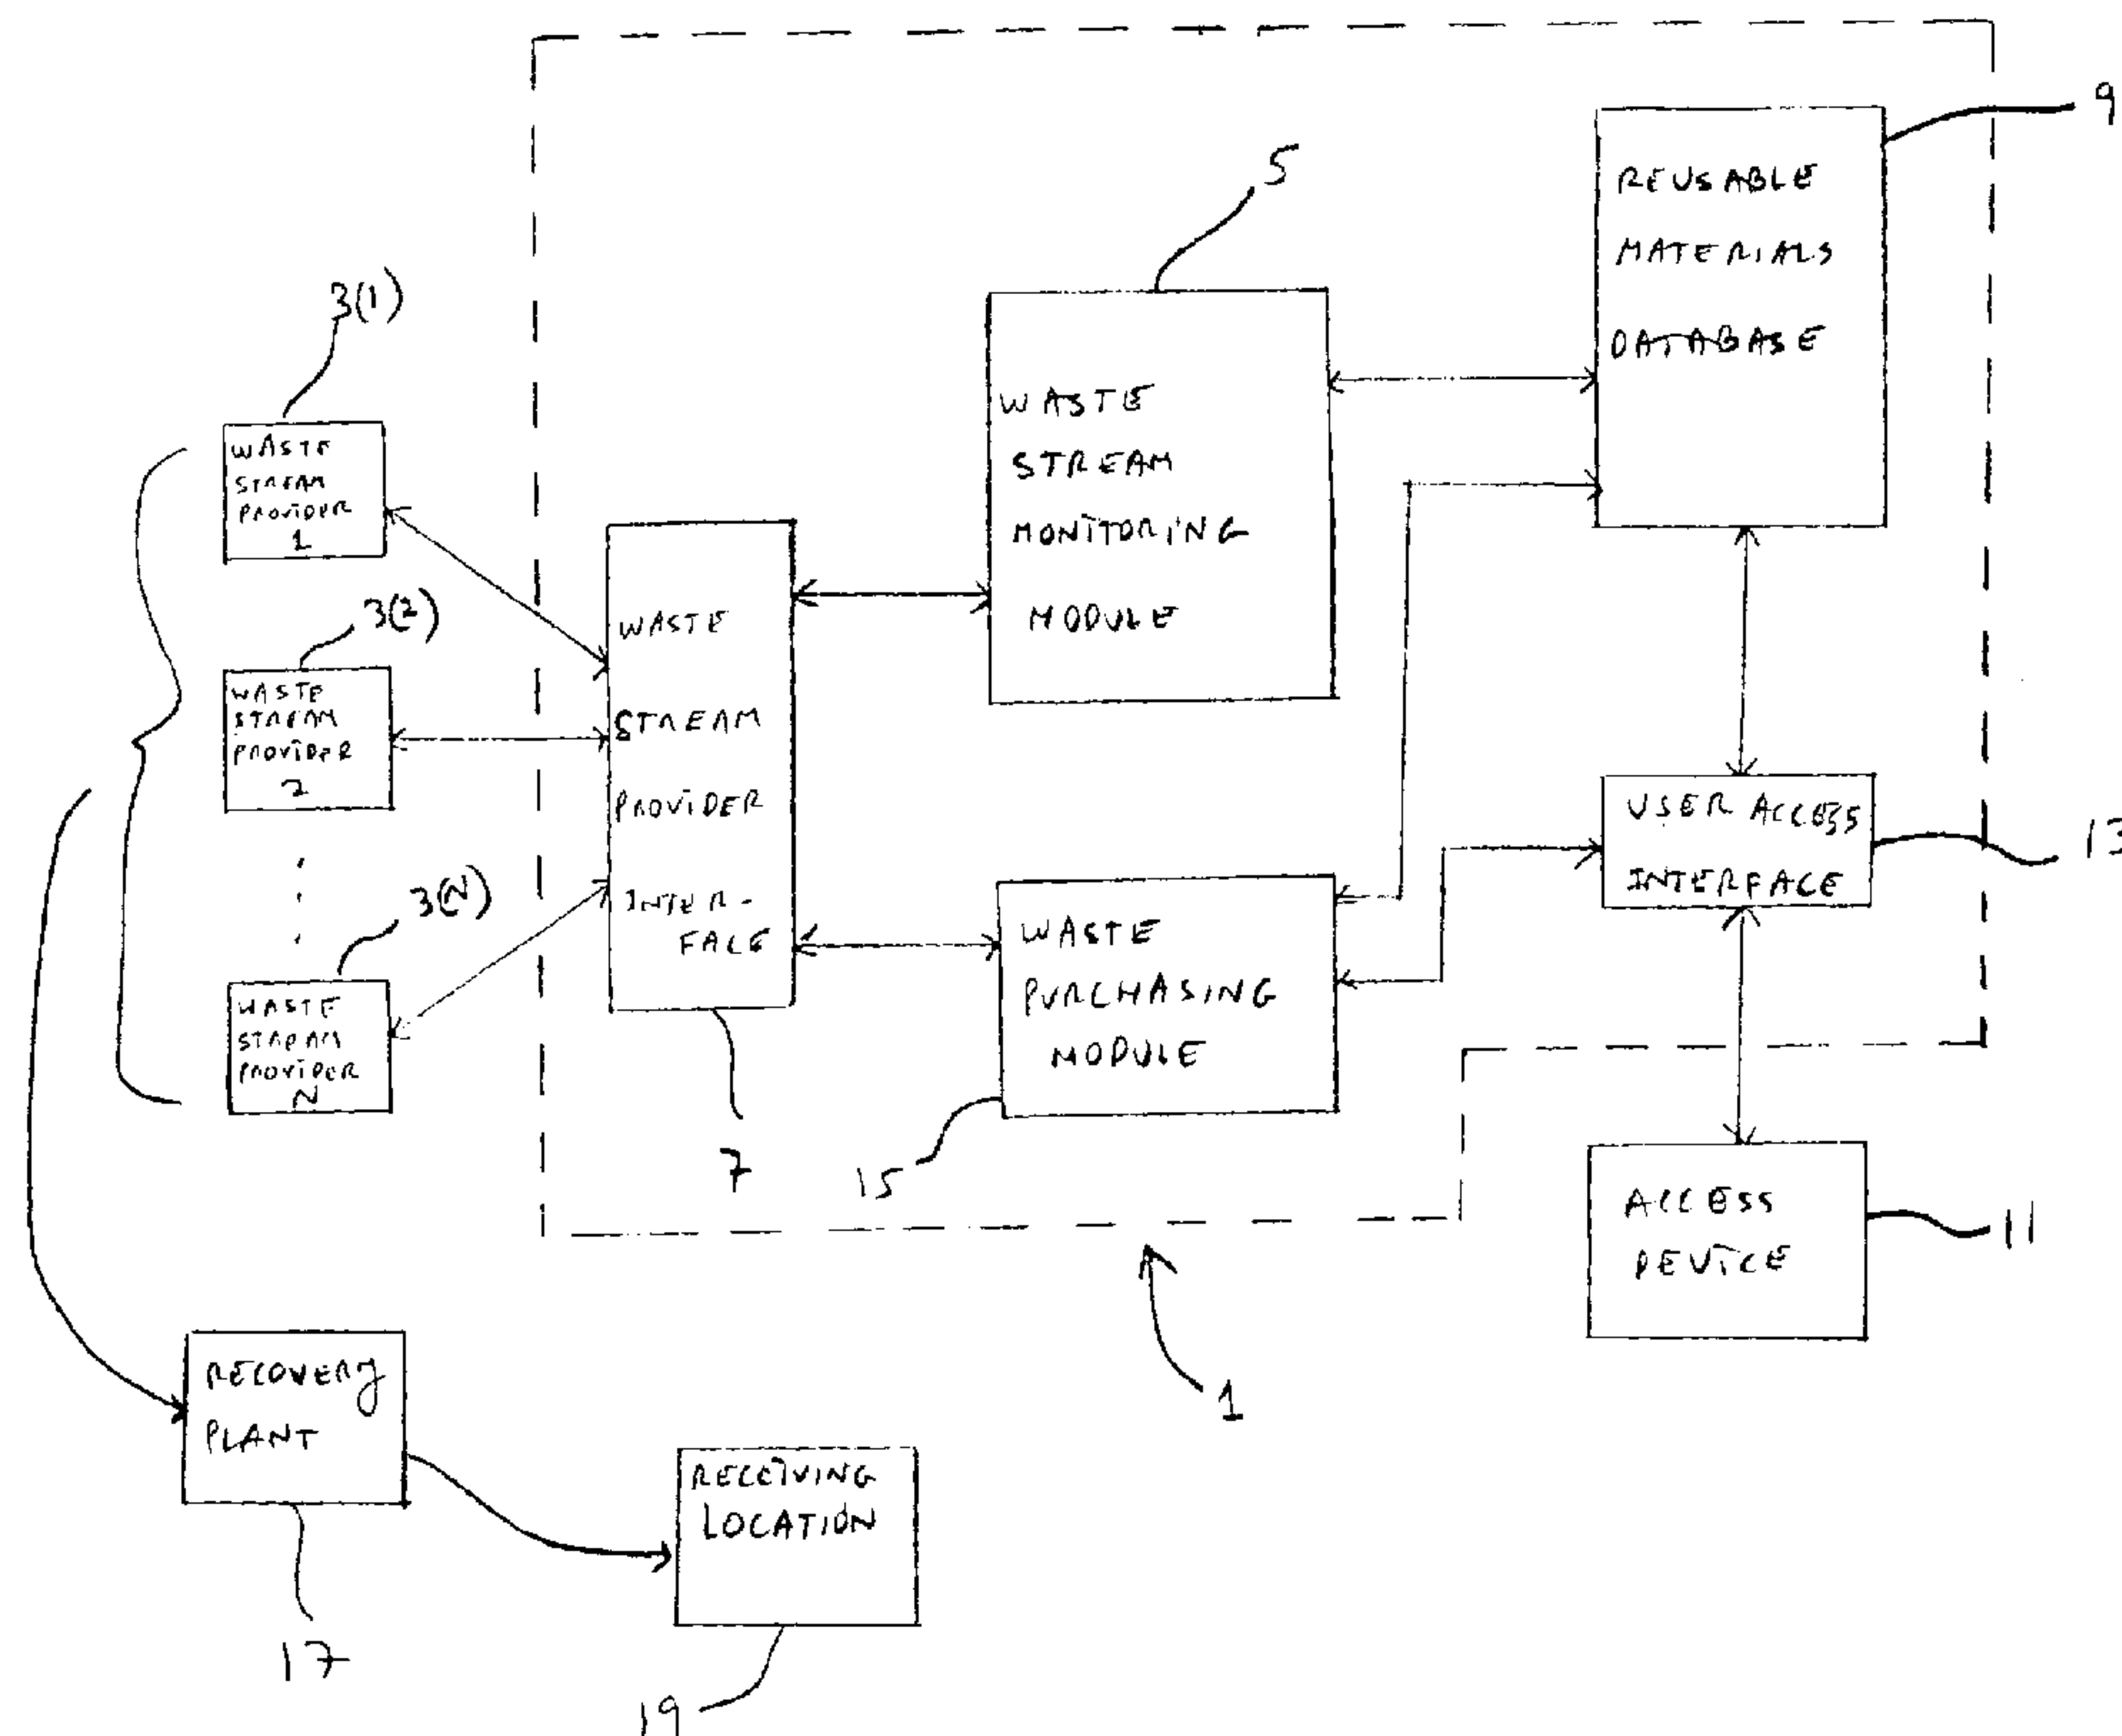 9
5
REUSABLE
MATERIALS
DATABASE
3(1)
WASTE
STREAM
PROVIDER
1
WASTE
STREAM
MONITORING
MODULE
3(2)
WASTE
STREAM
PROVIDER
2
WASTE
STREAM
PROVIDER
INTER-
FACE
USER ACCESS
INTERFACE
13
3(N)
WASTE
STREAM
PROVIDER
N
WASTE
PURCHASING
MODULE
7
15
ACCESS
DEVICE
11
1
RECOVERY
PLANT
RECEIVING
LOCATION
17
19